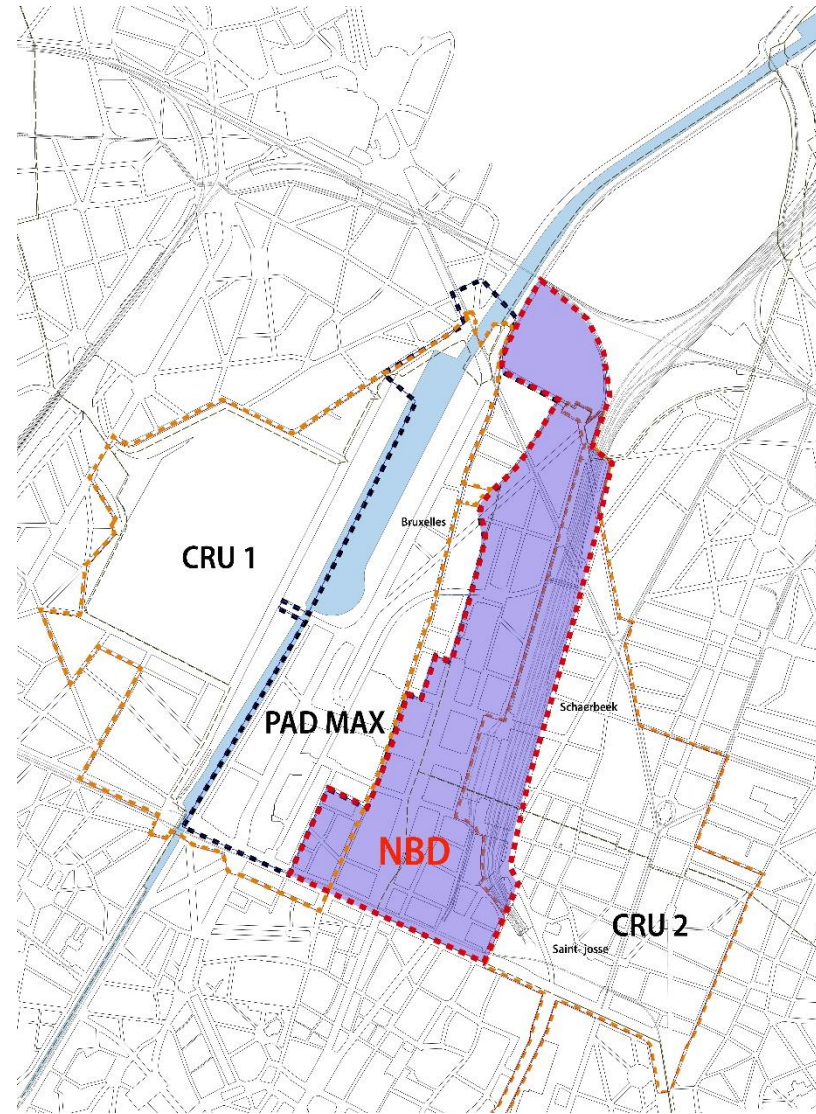 Bruxelles
CRU 1
Schaerbeek
PAD MAX
NBD
CRU 2
Saint-Josse